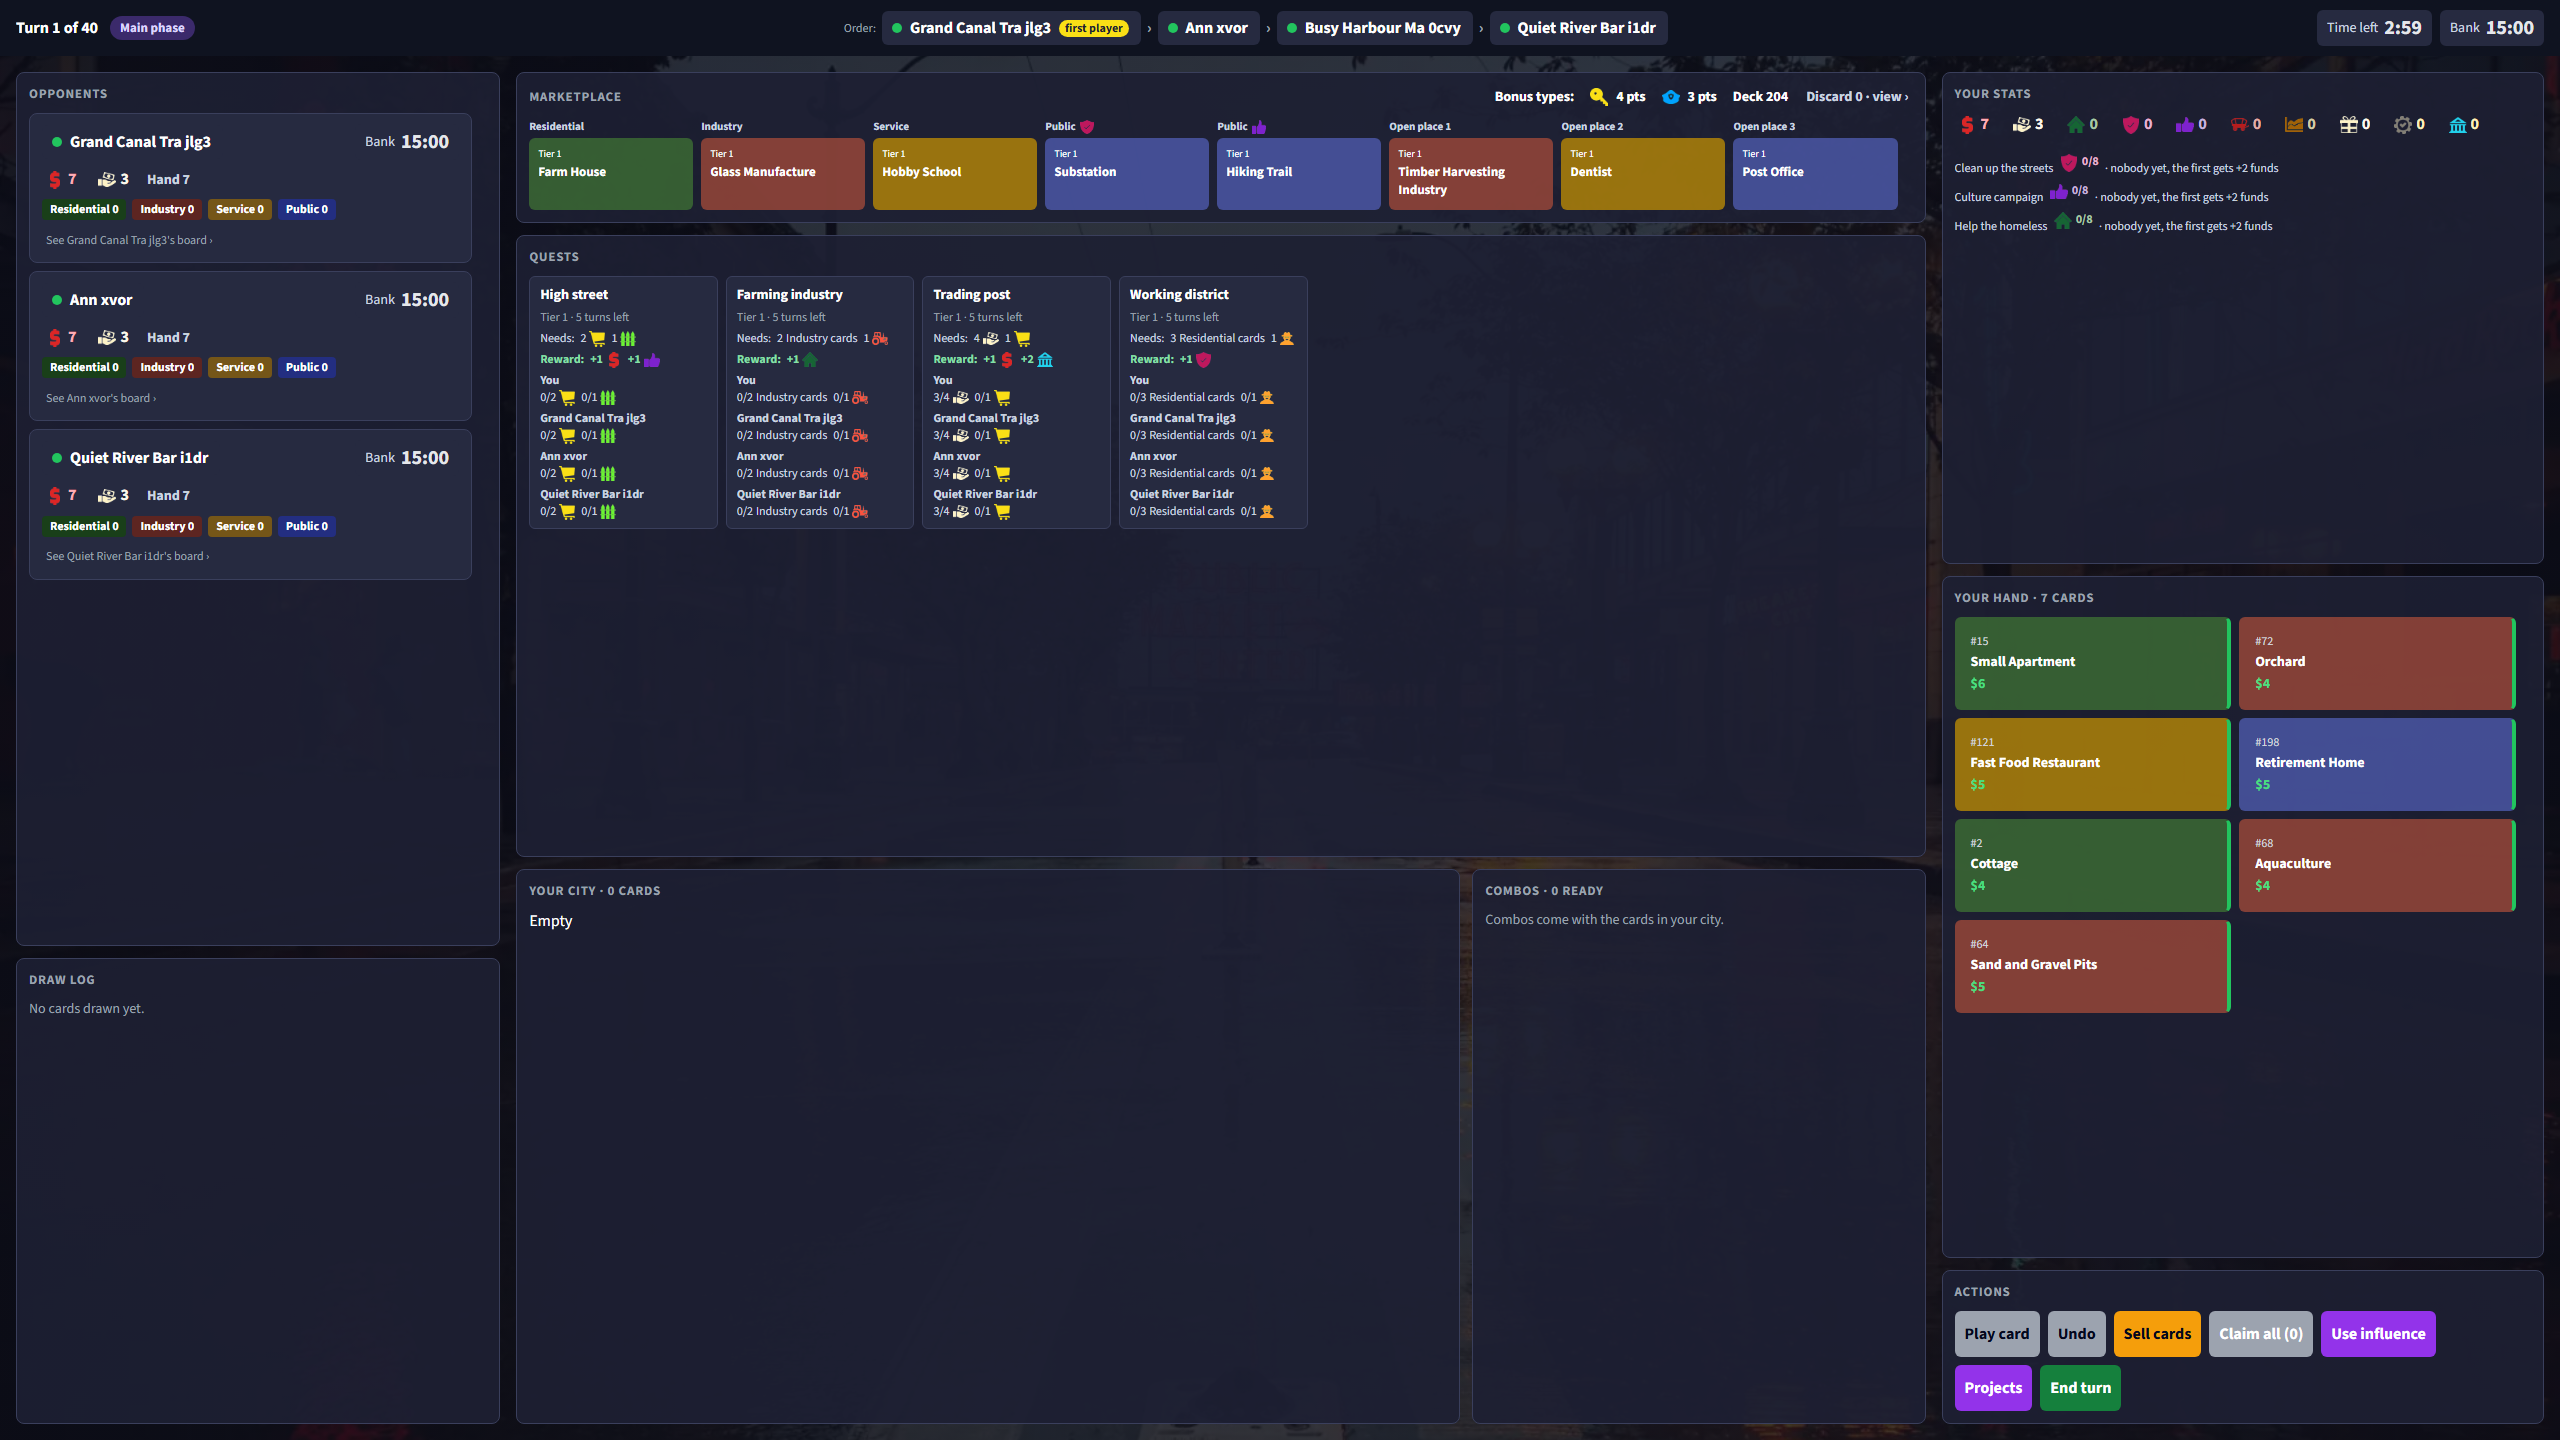 Turn 1 of 40 Main phase
Order: Grand Canal Tra jlg3 first player › Ann xvor › Busy Harbour Ma 0cvy › Quiet River Bar i1dr
Time left 2:59 Bank 15:00
OPPONENTS
Grand Canal Tra jlg3 Bank 15:00
7 3 Hand 7
Residential 0 Industry 0 Service 0 Public 0
See Grand Canal Tra jlg3's board ›
Ann xvor Bank 15:00
7 3 Hand 7
Residential 0 Industry 0 Service 0 Public 0
See Ann xvor's board ›
Quiet River Bar i1dr Bank 15:00
7 3 Hand 7
Residential 0 Industry 0 Service 0 Public 0
See Quiet River Bar i1dr's board ›
DRAW LOG
No cards drawn yet.
MARKETPLACE
Bonus types: 4 pts 3 pts Deck 204 Discard 0 · view ›
Residential Industry Service Public Public Open place 1 Open place 2 Open place 3
Tier 1 Tier 1 Tier 1 Tier 1 Tier 1 Tier 1 Tier 1 Tier 1
Farm House Glass Manufacture Hobby School Substation Hiking Trail Timber Harvesting Industry Dentist Post Office
QUESTS
High street
Tier 1 · 5 turns left
Needs: 2 1
Reward: +1 +1
You
0/2 0/1
Grand Canal Tra jlg3
0/2 0/1
Ann xvor
0/2 0/1
Quiet River Bar i1dr
0/2 0/1
Farming industry
Tier 1 · 5 turns left
Needs: 2 Industry cards 1
Reward: +1
You
0/2 Industry cards 0/1
Grand Canal Tra jlg3
0/2 Industry cards 0/1
Ann xvor
0/2 Industry cards 0/1
Quiet River Bar i1dr
0/2 Industry cards 0/1
Trading post
Tier 1 · 5 turns left
Needs: 4 1
Reward: +1 +2
You
3/4 0/1
Grand Canal Tra jlg3
3/4 0/1
Ann xvor
3/4 0/1
Quiet River Bar i1dr
3/4 0/1
Working district
Tier 1 · 5 turns left
Needs: 3 Residential cards 1
Reward: +1
You
0/3 Residential cards 0/1
Grand Canal Tra jlg3
0/3 Residential cards 0/1
Ann xvor
0/3 Residential cards 0/1
Quiet River Bar i1dr
0/3 Residential cards 0/1
YOUR CITY · 0 CARDS
Empty
COMBOS · 0 READY
Combos come with the cards in your city.
YOUR STATS
7 3 0 0 0 0 0 0 0 0
Clean up the streets 0/8 · nobody yet, the first gets +2 funds
Culture campaign 0/8 · nobody yet, the first gets +2 funds
Help the homeless 0/8 · nobody yet, the first gets +2 funds
YOUR HAND · 7 CARDS
#15
Small Apartment
$6
#72
Orchard
$4
#121
Fast Food Restaurant
$5
#198
Retirement Home
$5
#2
Cottage
$4
#68
Aquaculture
$4
#64
Sand and Gravel Pits
$5
ACTIONS
Play card Undo Sell cards Claim all (0) Use influence
Projects End turn